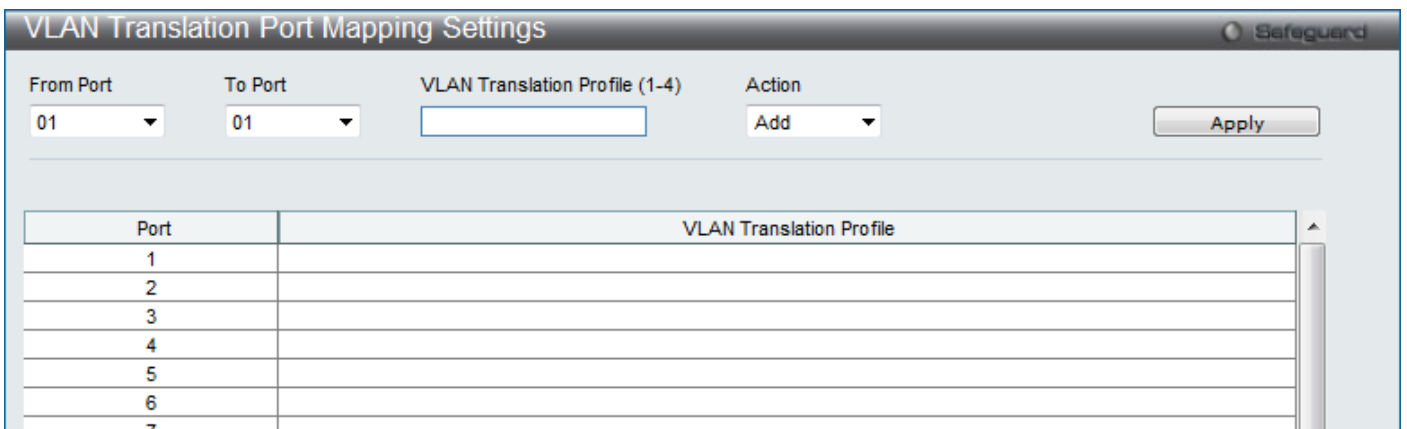 VLAN Translation Port Mapping Settings
Safeguard
From Port
To Port
VLAN Translation Profile (1-4)
Action
01
01
Add
Apply
Port
VLAN Translation Profile
1
2
3
4
5
6
7